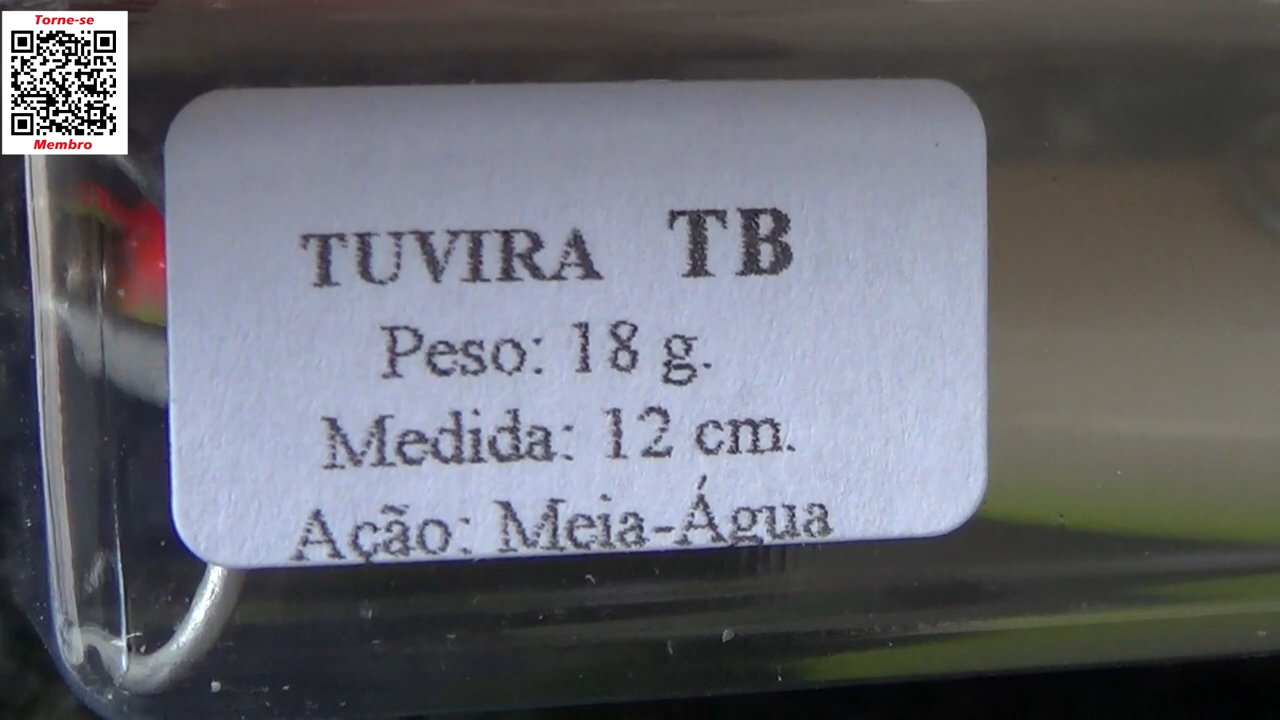 Torne-se
Membro
TUVIRA TB
Peso: 18 g.
Medida: 12 cm.
Ação: Meia-Água